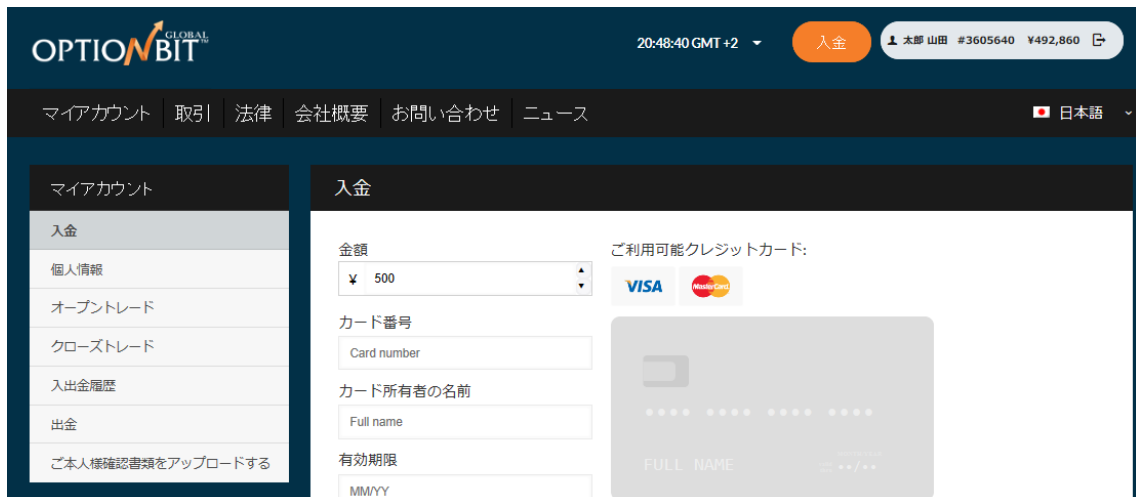 OPTION BIT GLOBAL™
20:48:40 GMT +2 入金 太郎 山田 #3605640 ¥492,860
マイアカウント 取引 法律 会社概要 お問い合わせ ニュース 日本語
マイアカウント
入金
個人情報
オープントレード
クローズトレード
入出金履歴
出金
ご本人様確認書類をアップロードする
入金
金額
¥ 500
カード番号
Card number
カード所有者の名前
Full name
有効期限
MM/YY
ご利用可能クレジットカード:
VISA MasterCard
•••• •••• •••• ••••
FULL NAME ••/••